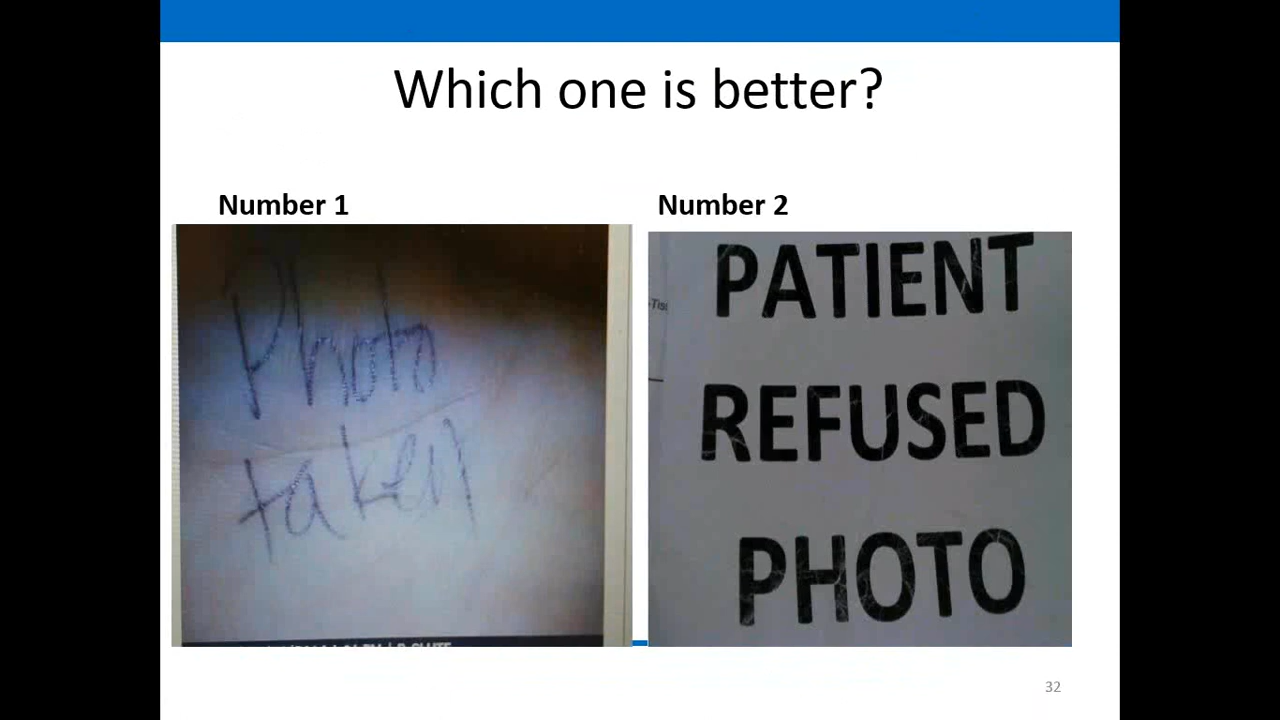 Which one is better?
Number 1
Number 2
Photo
taken
PATIENT
REFUSED
PHOTO
32